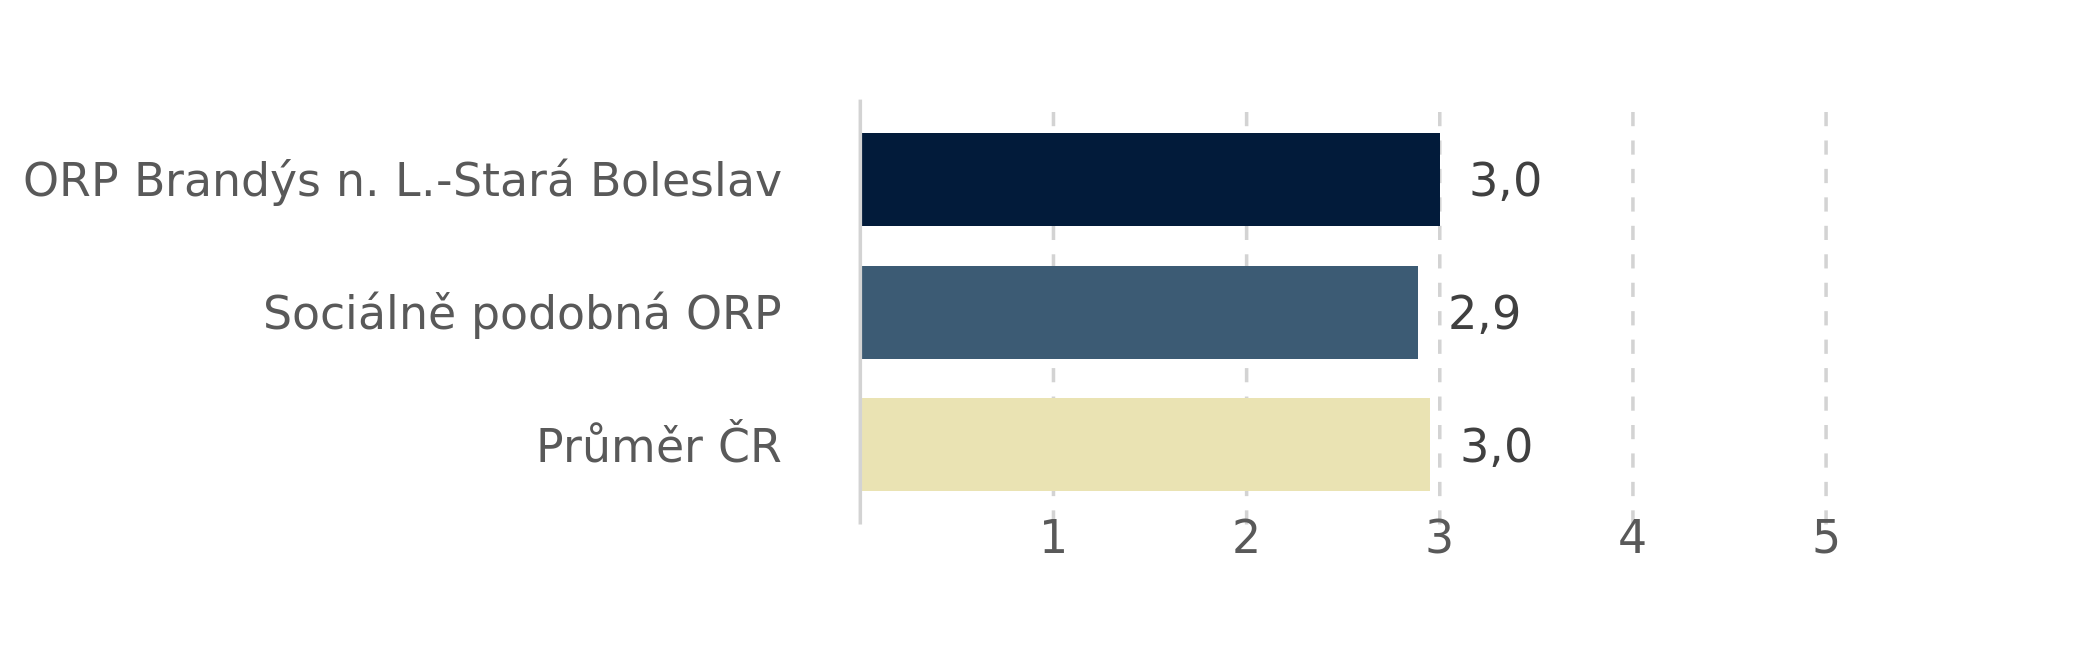 ORP Brandýs n. L.-Stará Boleslav 3,0
Sociálně podobná ORP 2,9
Průměr ČR 3,0
1 2 3 4 5